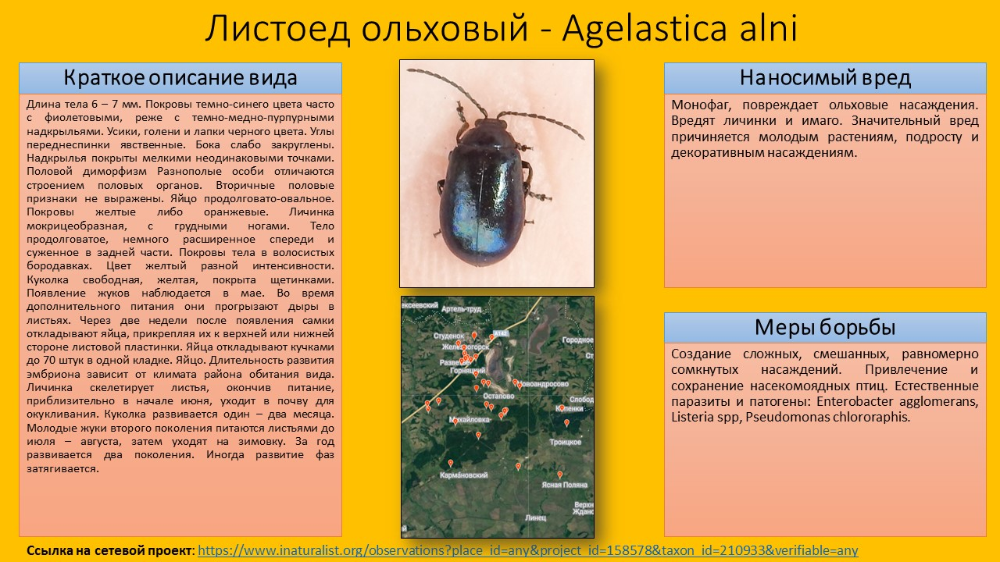 Листоед ольховый - Agelastica alni
Краткое описание вида
Длина тела 6 – 7 мм. Покровы темно-синего цвета часто
с фиолетовыми, реже с темно-медно-пурпурными
надкрыльями. Усики, голени и лапки черного цвета. Углы
переднеспинки явственные. Бока слабо закруглены.
Надкрылья покрыты мелкими неодинаковыми точками.
Половой диморфизм Разнополые особи отличаются
строением половых органов. Вторичные половые
признаки не выражены. Яйцо продолговато-овальное.
Покровы желтые либо оранжевые. Личинка
мокрицеобразная, с грудными ногами. Тело
продолговатое, немного расширенное спереди и
суженное в задней части. Покровы тела в волосистых
бородавках. Цвет желтый разной интенсивности.
Куколка свободная, желтая, покрыта щетинками.
Появление жуков наблюдается в мае. Во время
дополнительного питания они прогрызают дыры в
листьях. Через две недели после появления самки
откладывают яйца, прикрепляя их к верхней или нижней
стороне листовой пластинки. Яйца откладывают кучками
до 70 штук в одной кладке. Яйцо. Длительность развития
эмбриона зависит от климата района обитания вида.
Личинка скелетирует листья, окончив питание,
приблизительно в начале июня, уходит в почву для
окукливания. Куколка развивается один – два месяца.
Молодые жуки второго поколения питаются листьями до
июля – августа, затем уходят на зимовку. За год
развивается два поколения. Иногда развитие фаз
затягивается.
ексеевский
Артель-труд
A142
Студенок
Городное
Железногорск
Ст
Горняцкий
Новоандросово
Остапово
Слобод
Михайловка
Троицкое
Кармановский
Ясная Поляна
Верхн
Ждано
Линец
Наносимый вред
Монофаг, повреждает ольховые насаждения.
Вредят личинки и имаго. Значительный вред
причиняется молодым растениям, подросту и
декоративным насаждениям.
Меры борьбы
Создание сложных, смешанных, равномерно
сомкнутых насаждений. Привлечение и
сохранение насекомоядных птиц. Естественные
паразиты и патогены: Enterobacter agglomerans,
Listeria spp, Pseudomonas chlororaphis.
Ссылка на сетевой проект: https://www.inaturalist.org/observations?place_id=any&project_id=158578&taxon_id=210933&verifiable=any